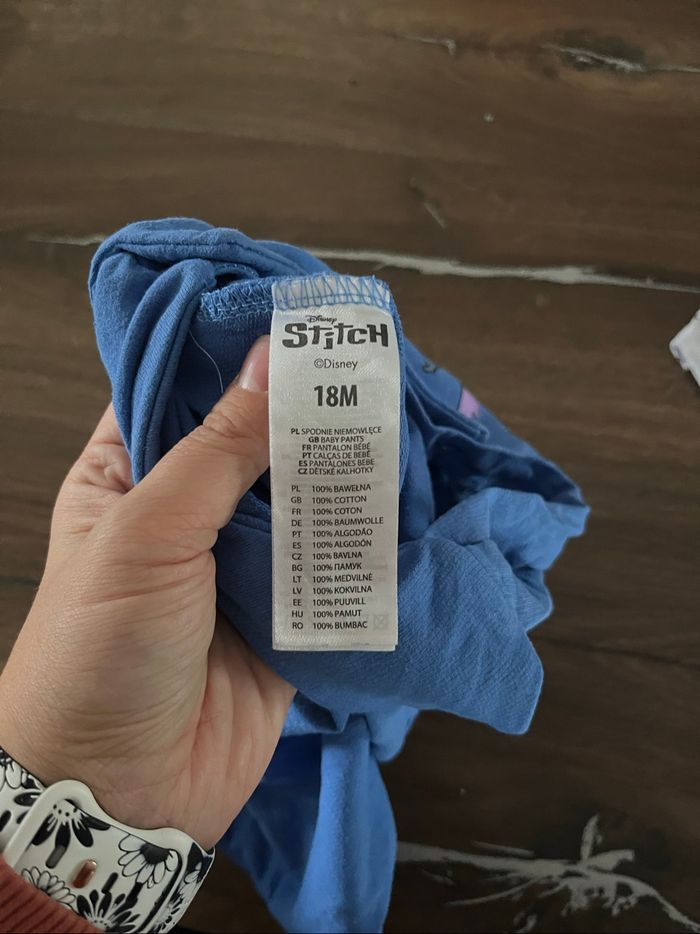 Disney
StitcH
©Disney
18M
PL SPODNIE NIEMOWLĘCE
GB BABY PANTS
FR PANTALON BÉBÉ
PT CALÇAS DE BEBÉ
ES PANTALONES BEBE
CZ DĚTSKÉ KALHOTKY
PL 100% BAWEŁNA
GB 100% COTTON
FR 100% COTON
DE 100% BAUMWOLLE
PT 100% ALGODÃO
ES 100% ALGODÓN
CZ 100% BAVLNA
BG 100% ПАМУК
LT 100% MEDVILNĖ
LV 100% KOKVILNA
EE 100% PUUVILL
HU 100% PAMUT
RO 100% BUMBAC